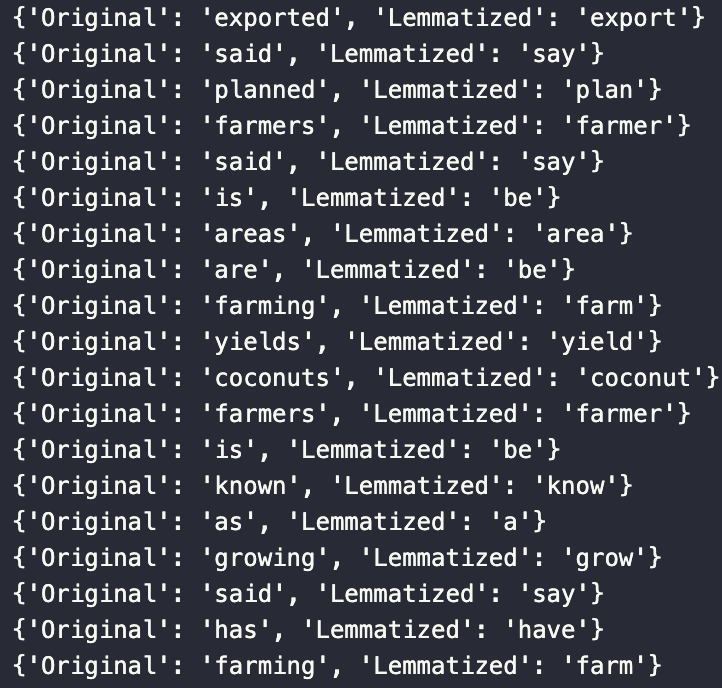 {'Original': 'exported', 'Lemmatized': 'export'}
{'Original': 'said', 'Lemmatized': 'say'}
{'Original': 'planned', 'Lemmatized': 'plan'}
{'Original': 'farmers', 'Lemmatized': 'farmer'}
{'Original': 'said', 'Lemmatized': 'say'}
{'Original': 'is', 'Lemmatized': 'be'}
{'Original': 'areas', 'Lemmatized': 'area'}
{'Original': 'are', 'Lemmatized': 'be'}
{'Original': 'farming', 'Lemmatized': 'farm'}
{'Original': 'yields', 'Lemmatized': 'yield'}
{'Original': 'coconuts', 'Lemmatized': 'coconut'}
{'Original': 'farmers', 'Lemmatized': 'farmer'}
{'Original': 'is', 'Lemmatized': 'be'}
{'Original': 'known', 'Lemmatized': 'know'}
{'Original': 'as', 'Lemmatized': 'a'}
{'Original': 'growing', 'Lemmatized': 'grow'}
{'Original': 'said', 'Lemmatized': 'say'}
{'Original': 'has', 'Lemmatized': 'have'}
{'Original': 'farming', 'Lemmatized': 'farm'}